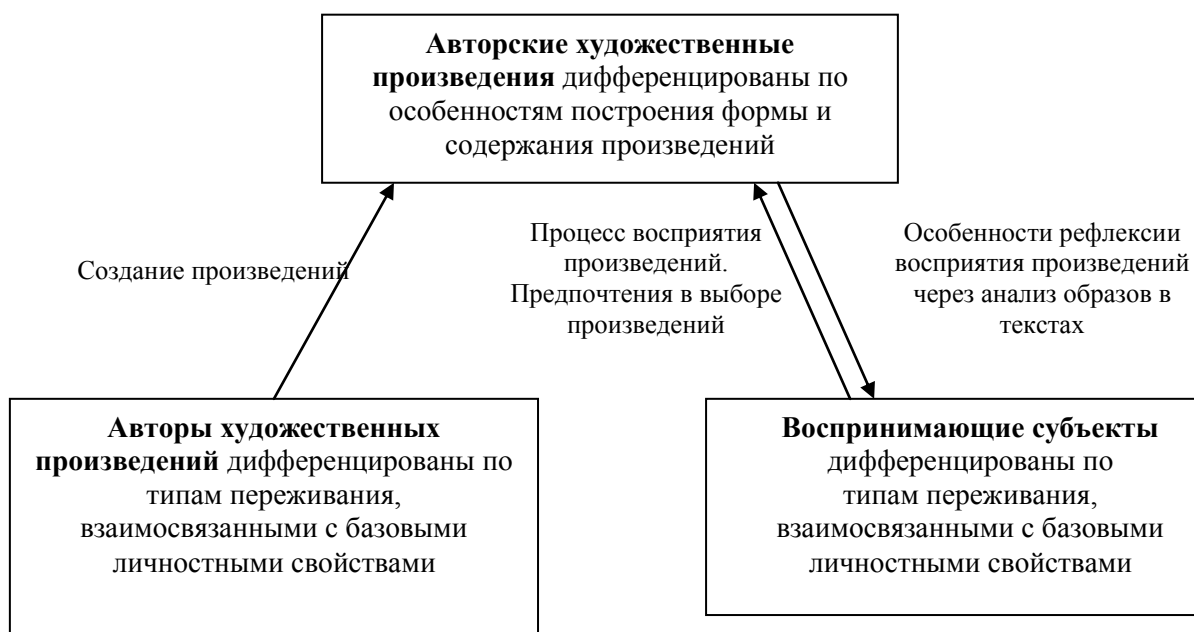 Авторские художественные
произведения дифференцированы по
особенностям построения формы и
содержания произведений
Создание произведений
Процесс восприятия
произведений.
Предпочтения в выборе
произведений
Особенности рефлексии
восприятия произведений
через анализ образов в
текстах
Авторы художественных
произведений дифференцированы по
типам переживания,
взаимосвязанными с базовыми
личностными свойствами
Воспринимающие субъекты
дифференцированы по
типам переживания,
взаимосвязанными с базовыми
личностными свойствами